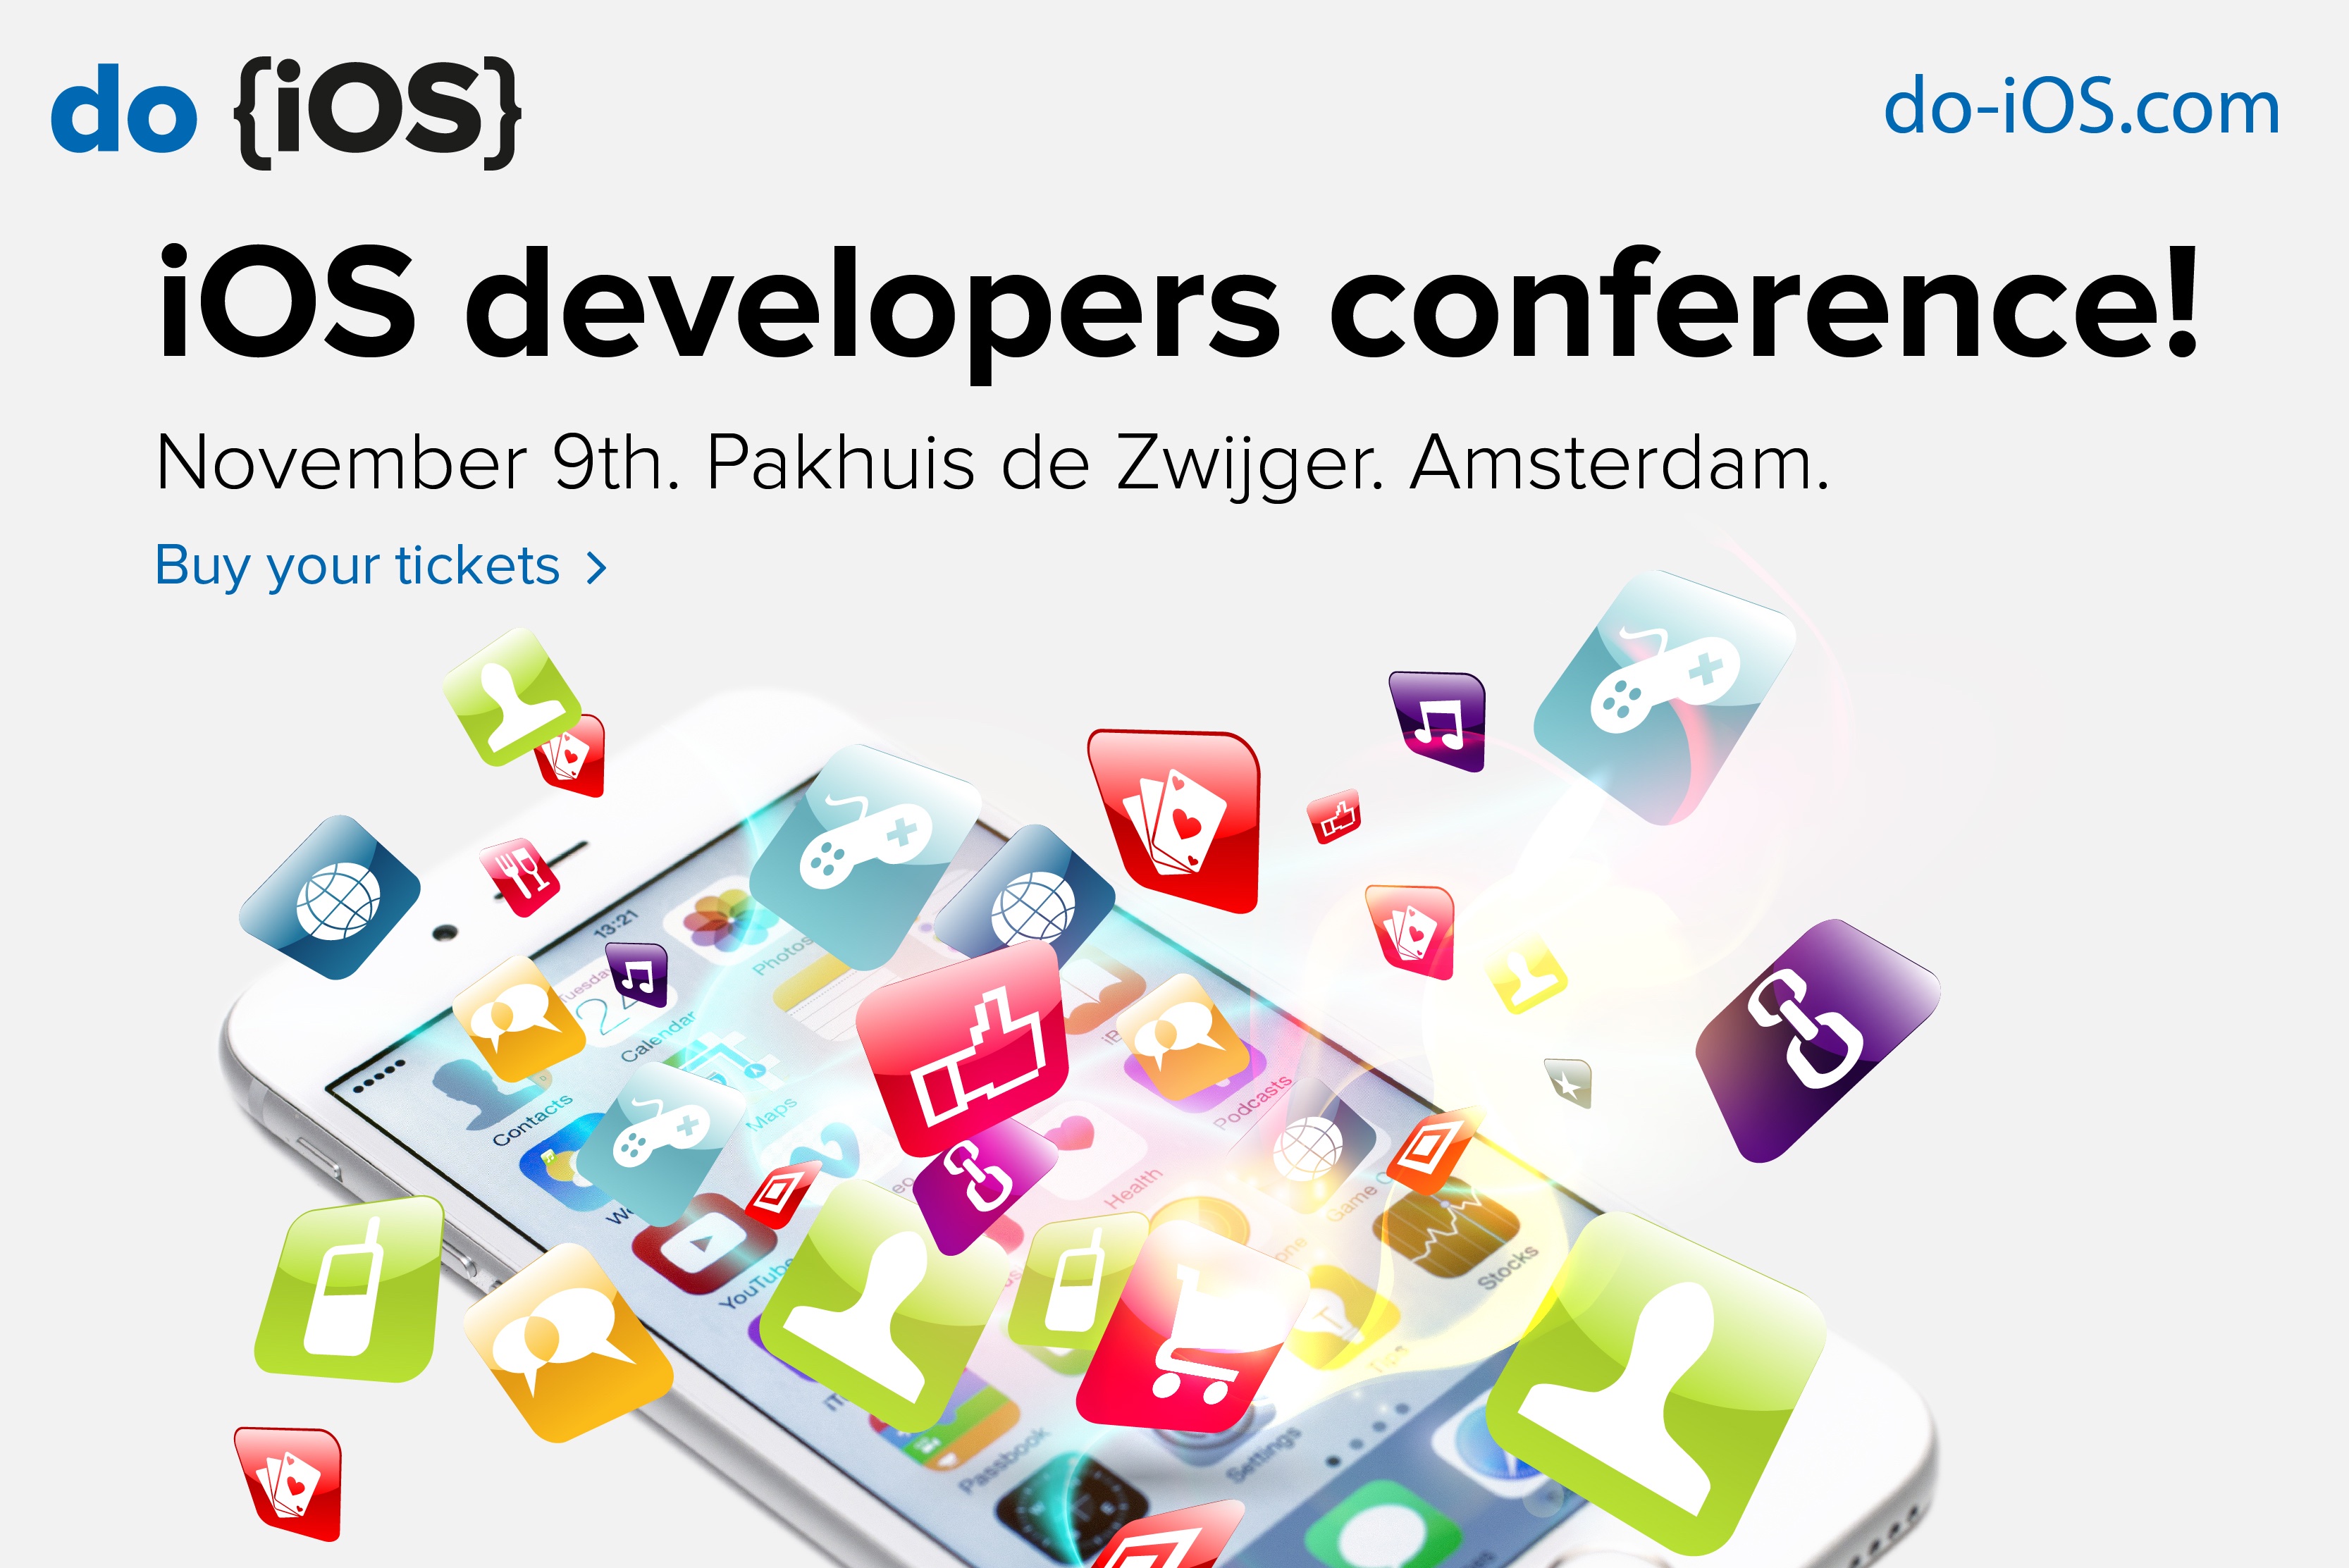 do {iOS}
do-iOS.com
iOS developers conference!
November 9th. Pakhuis de Zwijger. Amsterdam.
Buy your tickets >
13:21
Tuesday
24
Photos
Calendar
Contacts
Maps
Podcasts
Health
YouTube
Stocks
Passbook
Settings